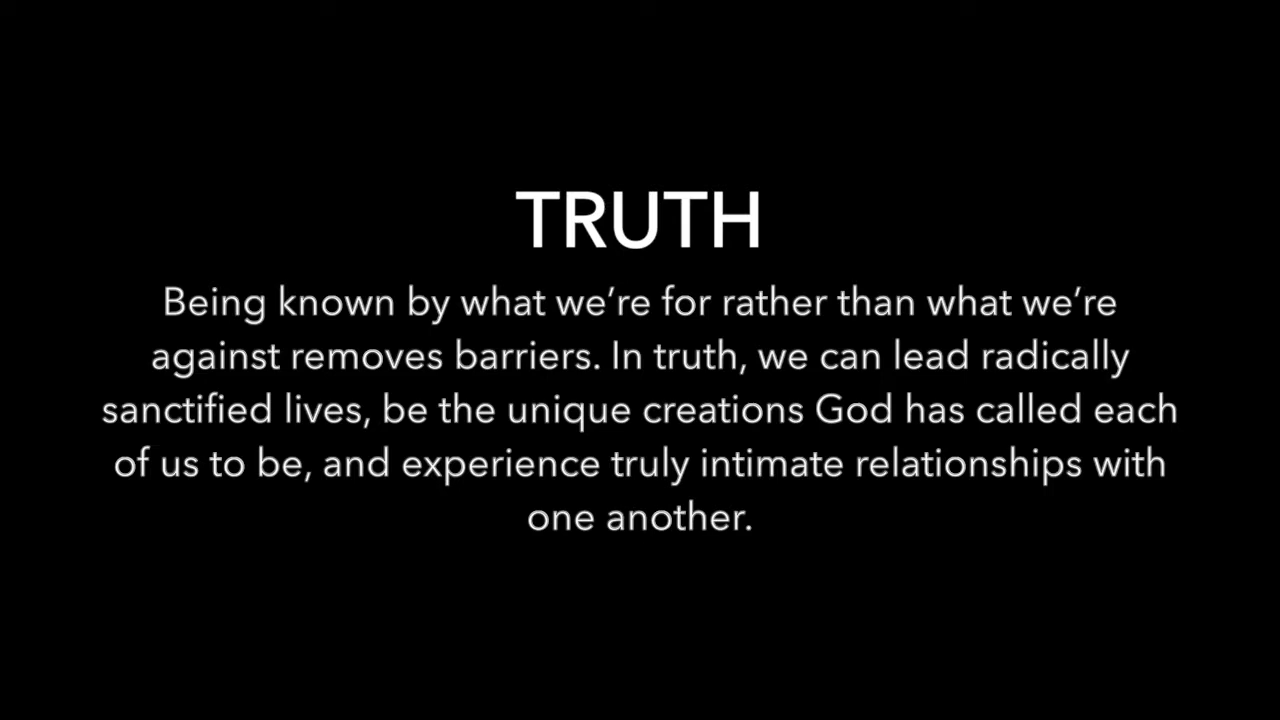 TRUTH
Being known by what we’re for rather than what we’re
against removes barriers. In truth, we can lead radically
sanctified lives, be the unique creations God has called each
of us to be, and experience truly intimate relationships with
one another.